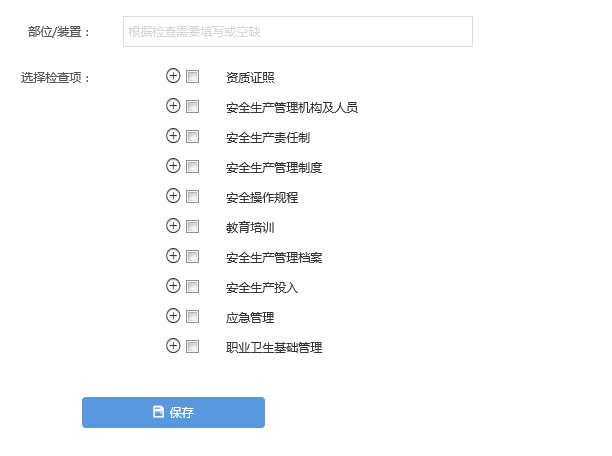 部位/装置：
根据检查需要填写或空缺
选择检查项：
资质证照
安全生产管理机构及人员
安全生产责任制
安全生产管理制度
安全操作规程
教育培训
安全生产管理档案
安全生产投入
应急管理
职业卫生基础管理
保存